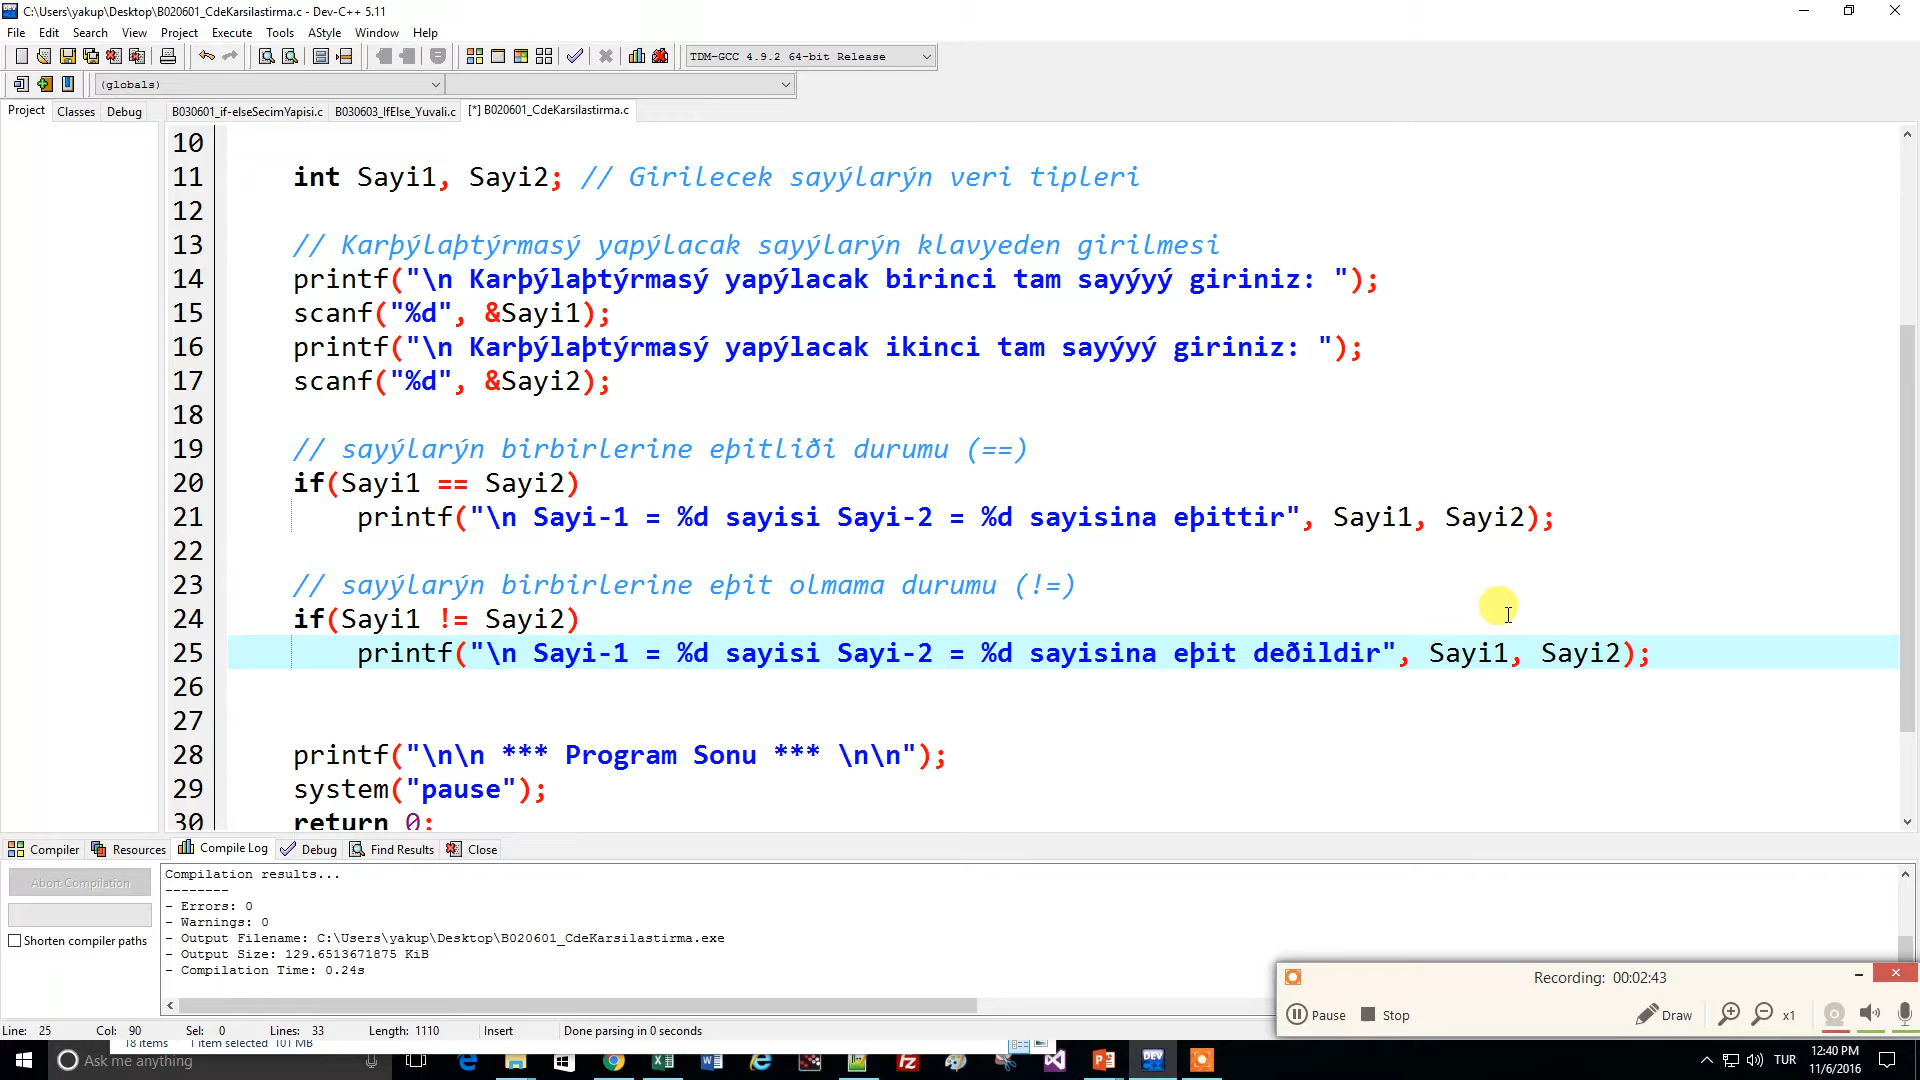 C:\Users\yakup\Desktop\B020601_CdeKarsilastirma.c - Dev-C++ 5.11
File Edit Search View Project Execute Tools AStyle Window Help
TDM-GCC 4.9.2 64-bit Release
(globals)
Project Classes Debug B030601_if-elseSecimYapisi.c B030603_IfElse_Yuvali.c [*] B020601_CdeKarsilastirma.c
10
11 int Sayi1, Sayi2; // Girilecek sayýlarýn veri tipleri
12
13 // Karþýlaþtýrmasý yapýlacak sayýlarýn klavyeden girilmesi
14 printf("\n Karþýlaþtýrmasý yapýlacak birinci tam sayýyý giriniz: ");
15 scanf("%d", &Sayi1);
16 printf("\n Karþýlaþtýrmasý yapýlacak ikinci tam sayýyý giriniz: ");
17 scanf("%d", &Sayi2);
18
19 // sayýlarýn birbirlerine eþitliði durumu (==)
20 if(Sayi1 == Sayi2)
21 printf("\n Sayi-1 = %d sayisi Sayi-2 = %d sayisina eþittir", Sayi1, Sayi2);
22
23 // sayýlarýn birbirlerine eþit olmama durumu (!=)
24 if(Sayi1 != Sayi2)
25 printf("\n Sayi-1 = %d sayisi Sayi-2 = %d sayisina eþit deðildir", Sayi1, Sayi2);
26
27
28 printf("\n\n *** Program Sonu *** \n\n");
29 system("pause");
30 return 0;
Compiler Resources Compile Log Debug Find Results Close
Abort Compilation
Shorten compiler paths
Compilation results...
--------
- Errors: 0
- Warnings: 0
- Output Filename: C:\Users\yakup\Desktop\B020601_CdeKarsilastirma.exe
- Output Size: 129.6513671875 KiB
- Compilation Time: 0.24s
Recording: 00:02:43
Pause Stop Draw x1
Line: 25 Col: 90 Sel: 0 Lines: 33 Length: 1110 Insert Done parsing in 0 seconds
18 items 1 item selected 101 MB
Ask me anything
TUR
12:40 PM
11/6/2016